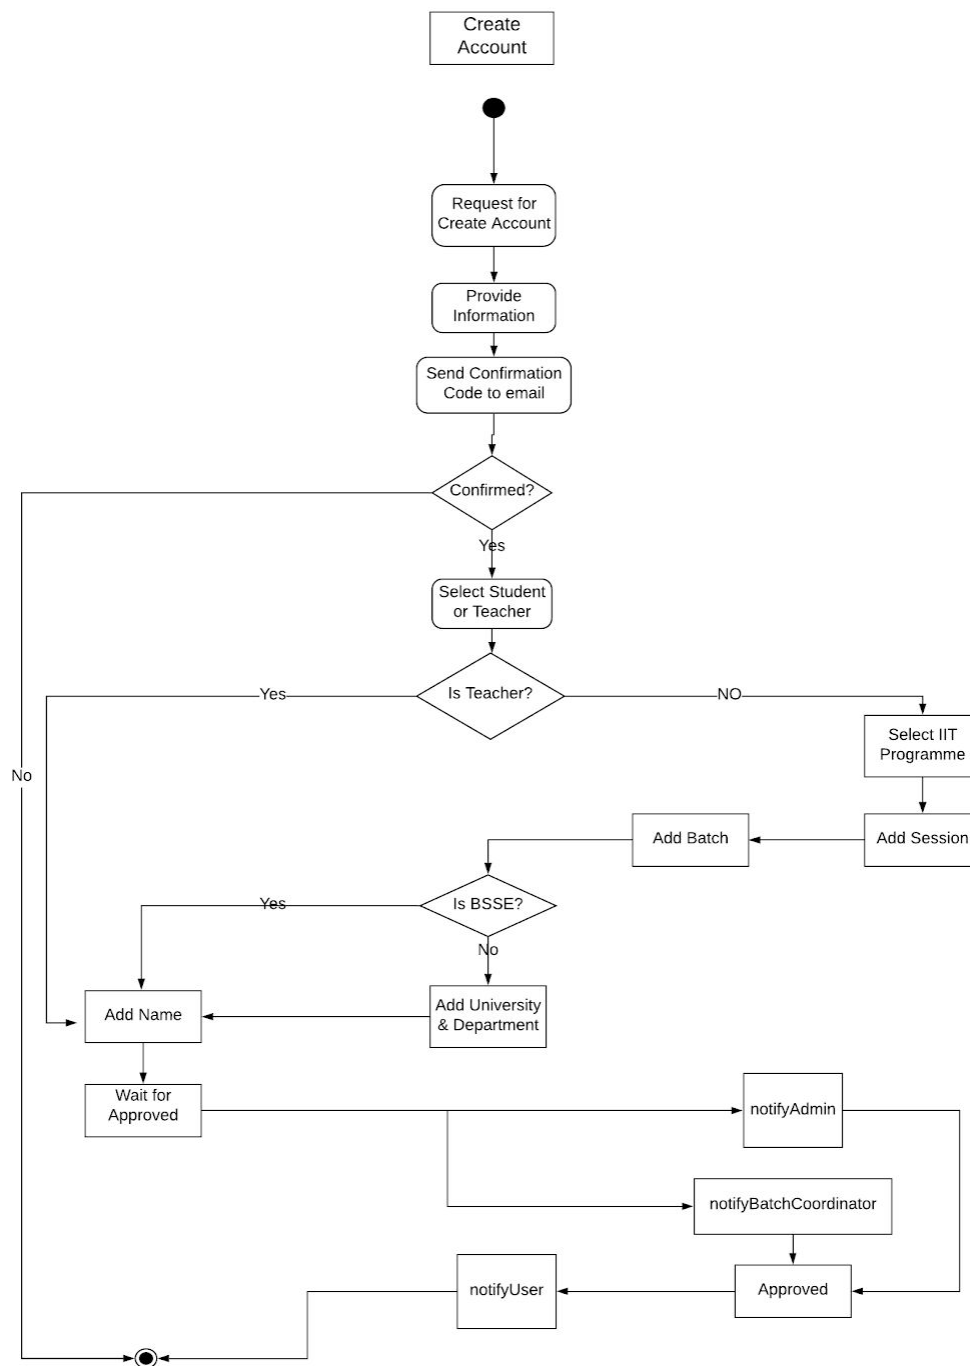 Create
Account
Request for
Create Account
Provide
Information
Send Confirmation
Code to email
Confirmed?
Yes
Select Student
or Teacher
Yes
Is Teacher?
NO
Select IIT
Programme
No
Add Batch
Add Session
Yes
Is BSSE?
No
Add Name
Add University
& Department
Wait for
Approved
notifyAdmin
notifyBatchCoordinator
notifyUser
Approved